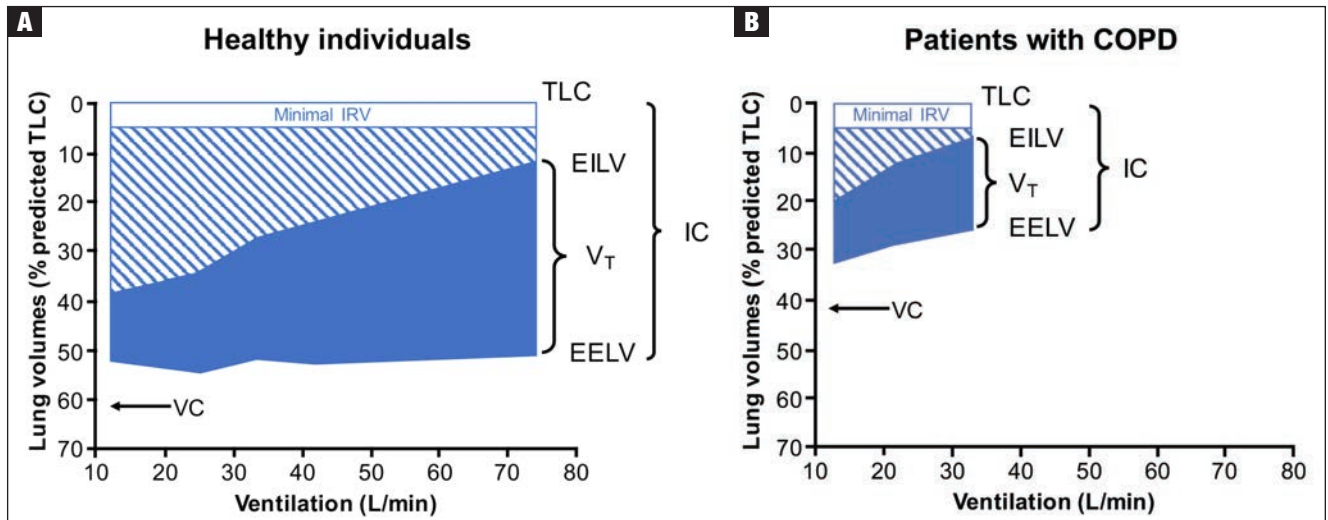 A
Healthy individuals
Lung volumes (% predicted TLC)
0
10
20
30
40
50
60
70
Minimal IRV
TLC
EILV
VT
EELV
IC
VC
10 20 30 40 50 60 70 80
Ventilation (L/min)
B
Patients with COPD
Lung volumes (% predicted TLC)
0
10
20
30
40
50
60
70
Minimal IRV
TLC
EILV
VT
EELV
IC
VC
10 20 30 40 50 60 70 80
Ventilation (L/min)